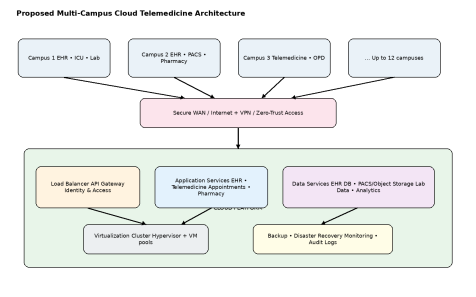 Proposed Multi-Campus Cloud Telemedicine Architecture
Campus 1 EHR • ICU • Lab
Campus 2 EHR • PACS •
Pharmacy
Campus 3 Telemedicine • OPD
... Up to 12 campuses
Secure WAN / Internet + VPN / Zero-Trust Access
Load Balancer API Gateway
Identity & Access
Application Services EHR •
Telemedicine Appointments •
Pharmacy
Data Services EHR DB • PACS/Object Storage Lab
Data • Analytics
CLOUD PLATFORM
Virtualization Cluster Hypervisor + VM
pools
Backup • Disaster Recovery Monitoring •
Audit Logs